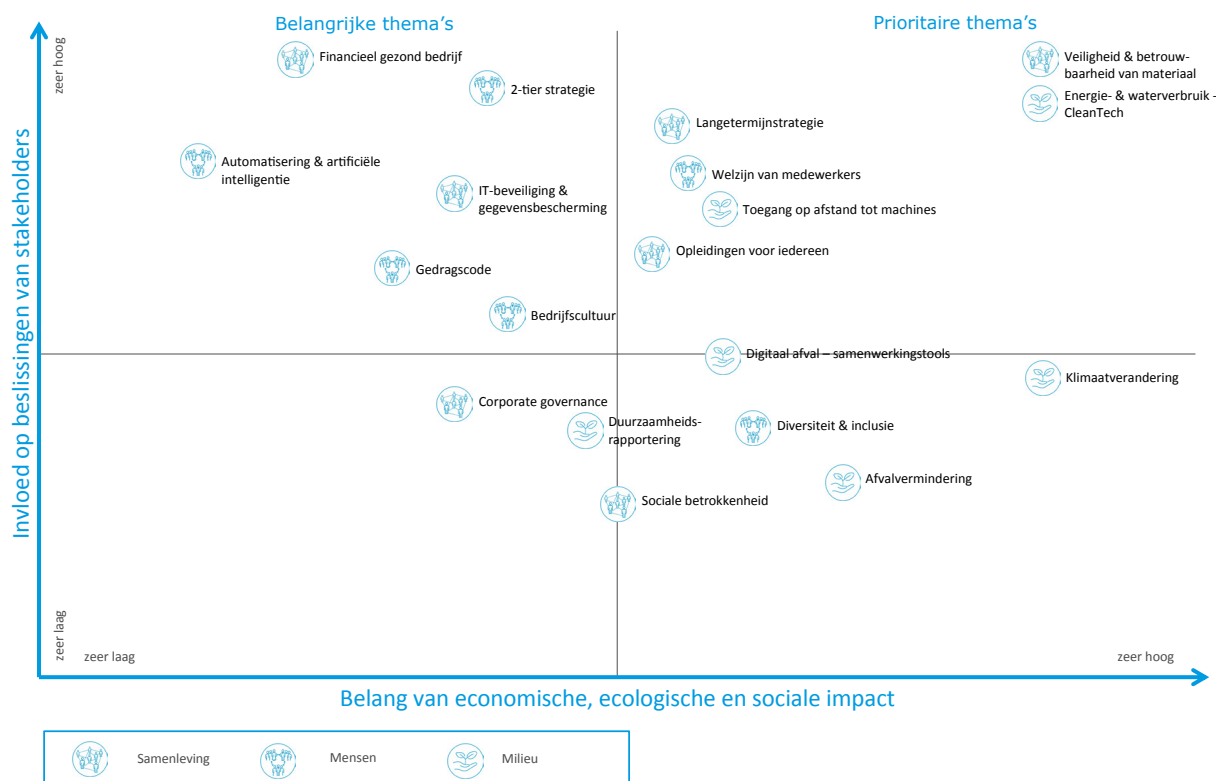 Belangrijke thema's
Prioritaire thema's
zeer hoog
Financieel gezond bedrijf
Veiligheid & betrouw-
baarheid van materiaal
2-tier strategie
Energie- & waterverbruik -
CleanTech
Langetermijnstrategie
Automatisering & artificiële
intelligentie
Welzijn van medewerkers
IT-beveiliging &
gegevensbescherming
Toegang op afstand tot machines
Opleidingen voor iedereen
Gedragscode
Bedrijfscultuur
Invloed op beslissingen van stakeholders
Digitaal afval – samenwerkingstools
Klimaatverandering
Corporate governance
Duurzaamheids-
rapportering
Diversiteit & inclusie
Afvalvermindering
Sociale betrokkenheid
zeer laag
zeer laag
zeer hoog
Belang van economische, ecologische en sociale impact
Samenleving
Mensen
Milieu